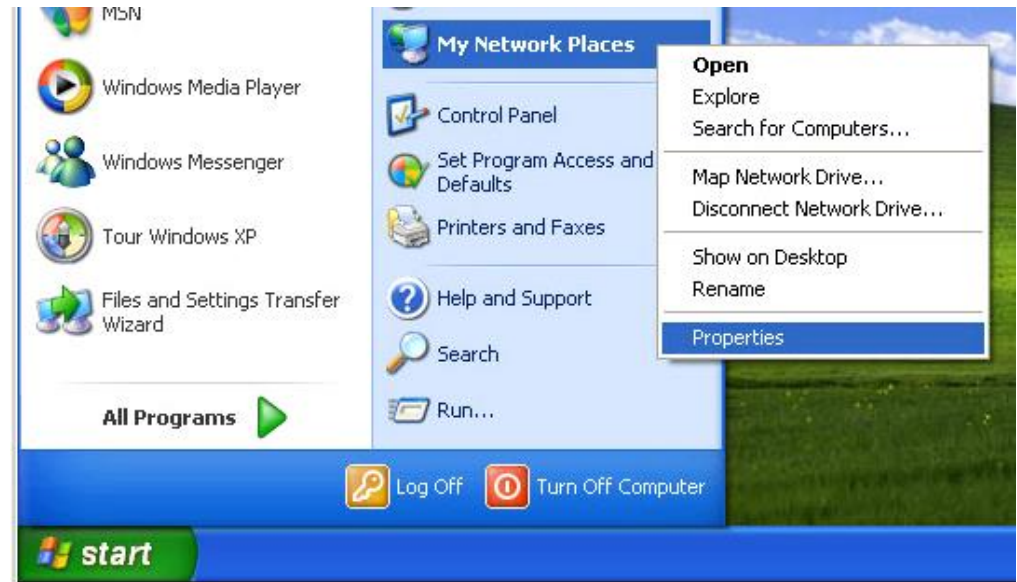 MSN
Windows Media Player
Windows Messenger
Tour Windows XP
Files and Settings Transfer
Wizard
All Programs
My Network Places
Control Panel
Set Program Access and
Defaults
Printers and Faxes
Help and Support
Search
Run...
Open
Explore
Search for Computers...
Map Network Drive...
Disconnect Network Drive...
Show on Desktop
Rename
Properties
Log Off
Turn Off Computer
start